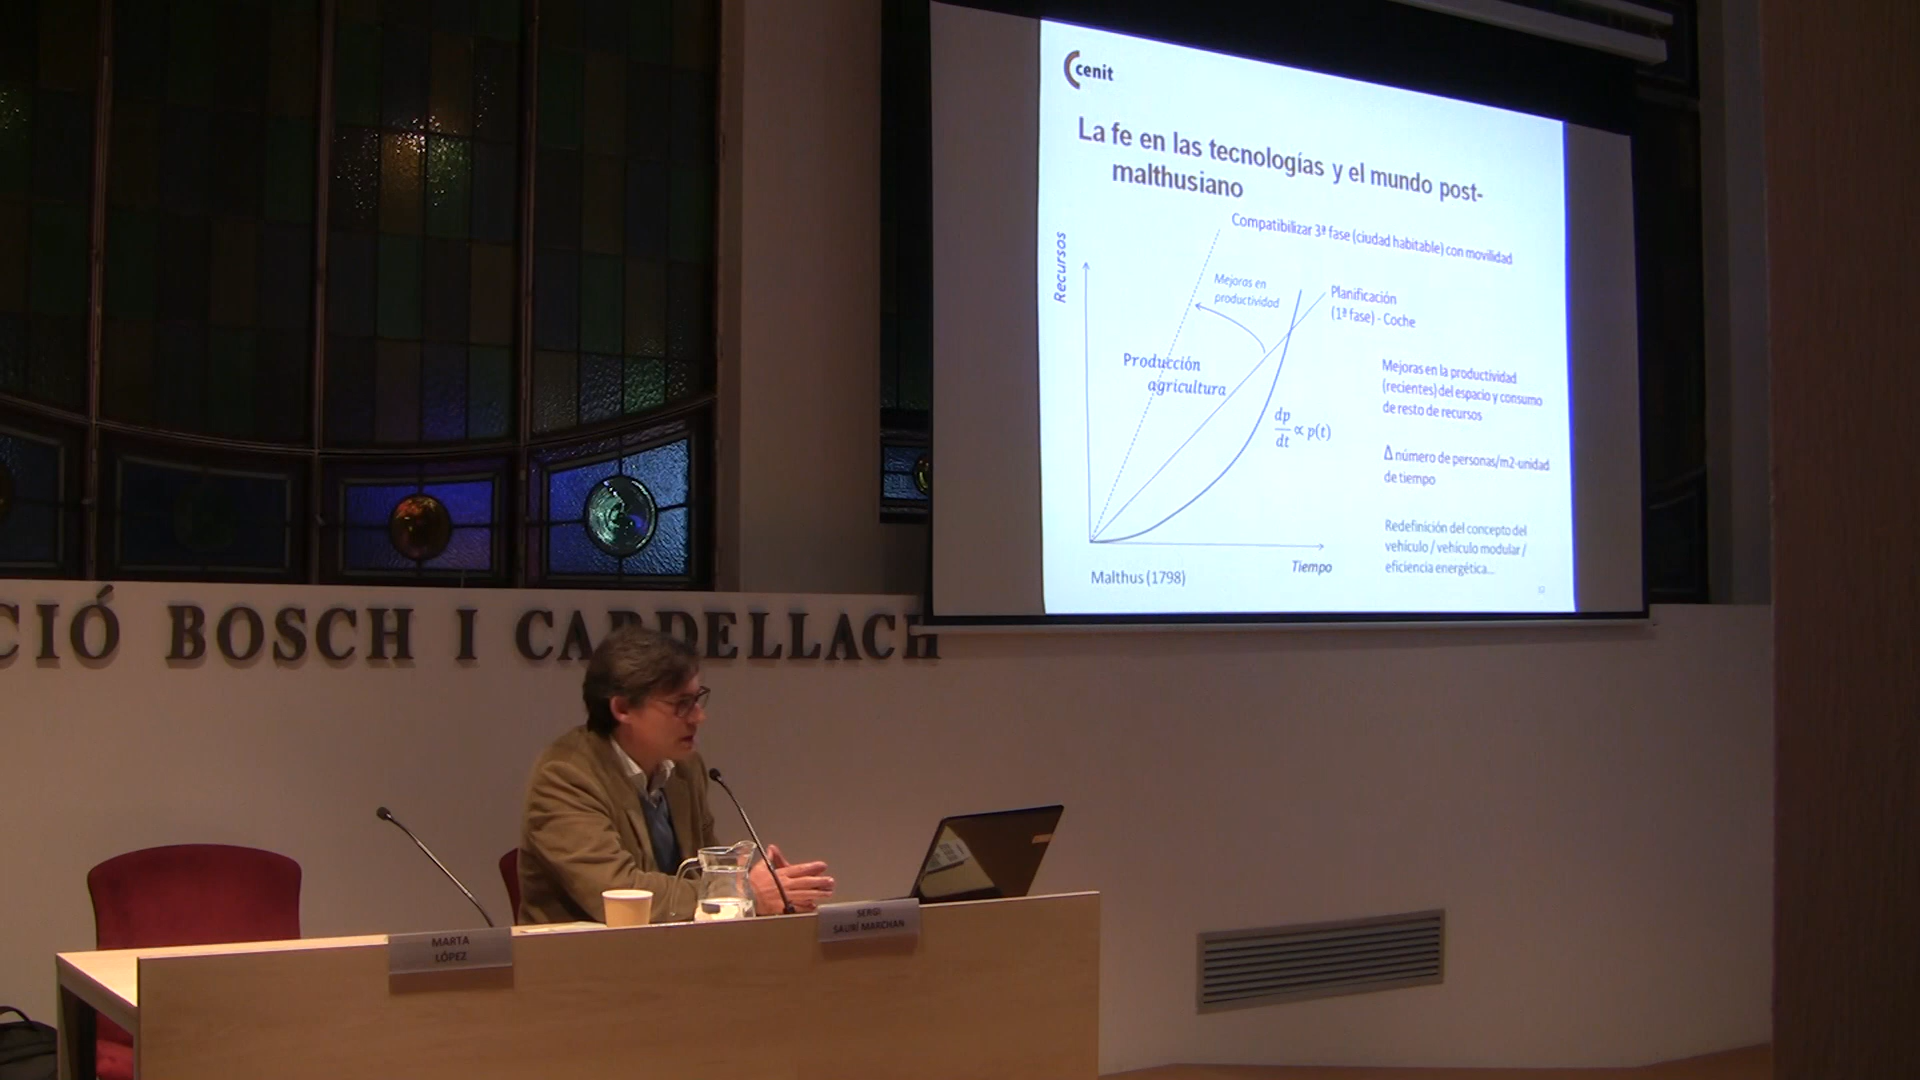 cenit
La fe en las tecnologías y el mundo post-
malthusiano
Compatibilizar 3ª fase (ciudad habitable) con movilidad
Recursos
Mejoras en
productividad
Planificación
(1ª fase) - Coche
Producción
agricultura
Mejoras en la productividad
(recientes) del espacio y consumo
de resto de recursos
dp
dt ∝ p(t)
Δ número de personas/m2-unidad
de tiempo
Redefinición del concepto del
vehículo / vehículo modular /
eficiencia energética...
Tiempo
Malthus (1798)
CIÓ BOSCH I CARDELLACH
MARTA
LÓPEZ
SERGI
SAURÍ MARCHAN